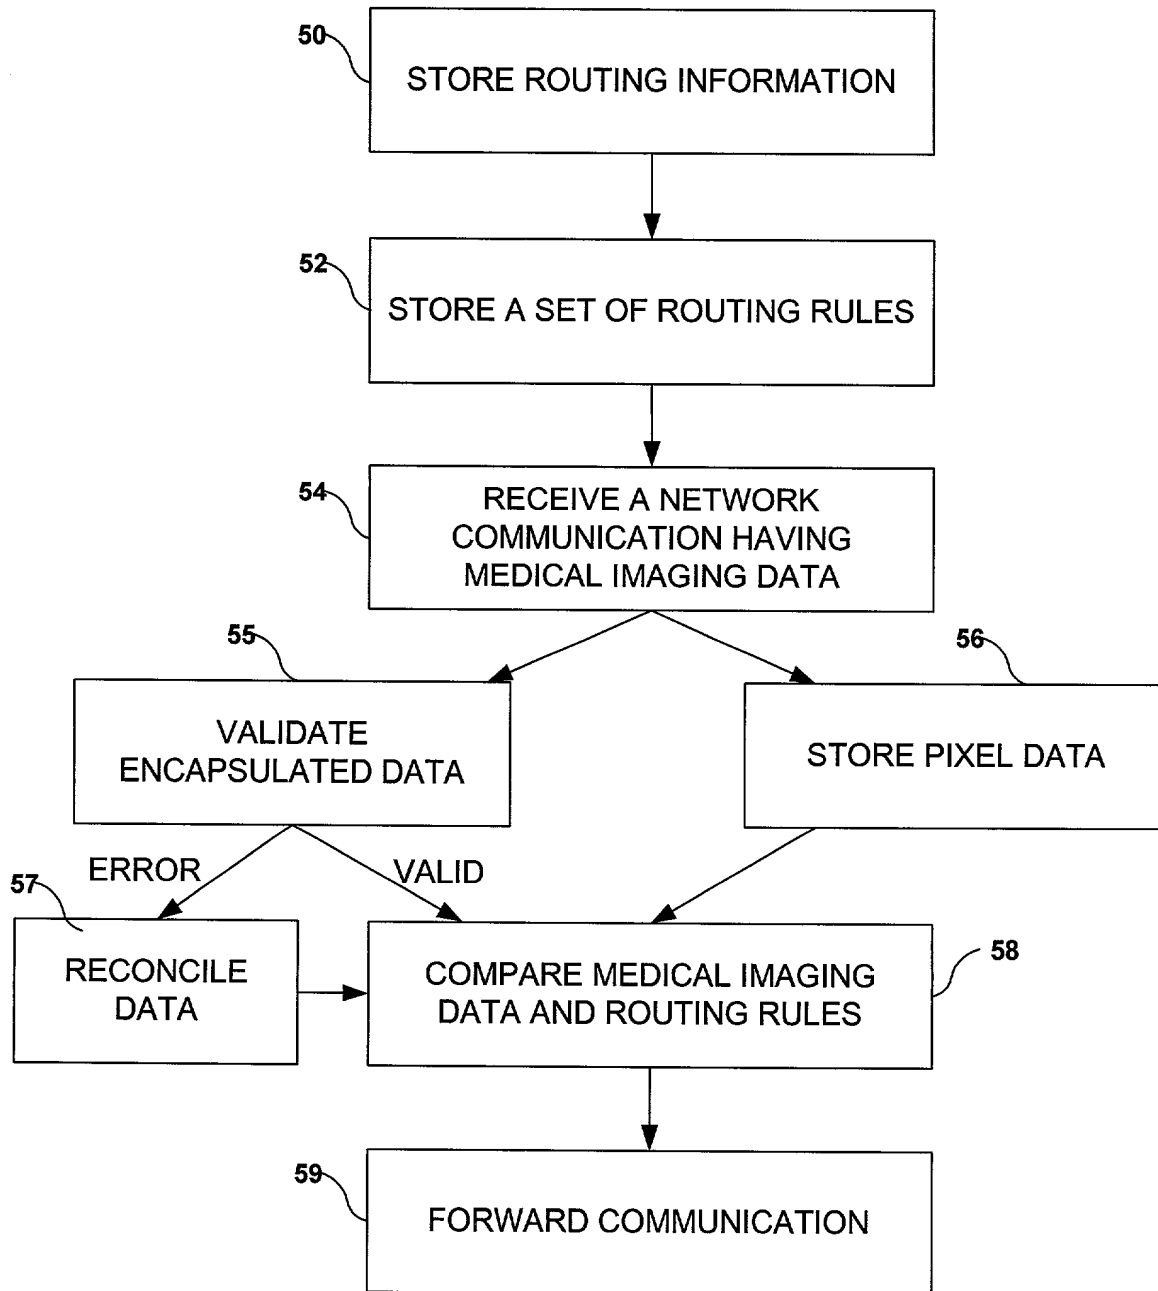 50
STORE ROUTING INFORMATION
52
STORE A SET OF ROUTING RULES
54
RECEIVE A NETWORK
COMMUNICATION HAVING
MEDICAL IMAGING DATA
55
VALIDATE
ENCAPSULATED DATA
56
STORE PIXEL DATA
ERROR
VALID
57
RECONCILE
DATA
58
COMPARE MEDICAL IMAGING
DATA AND ROUTING RULES
59
FORWARD COMMUNICATION